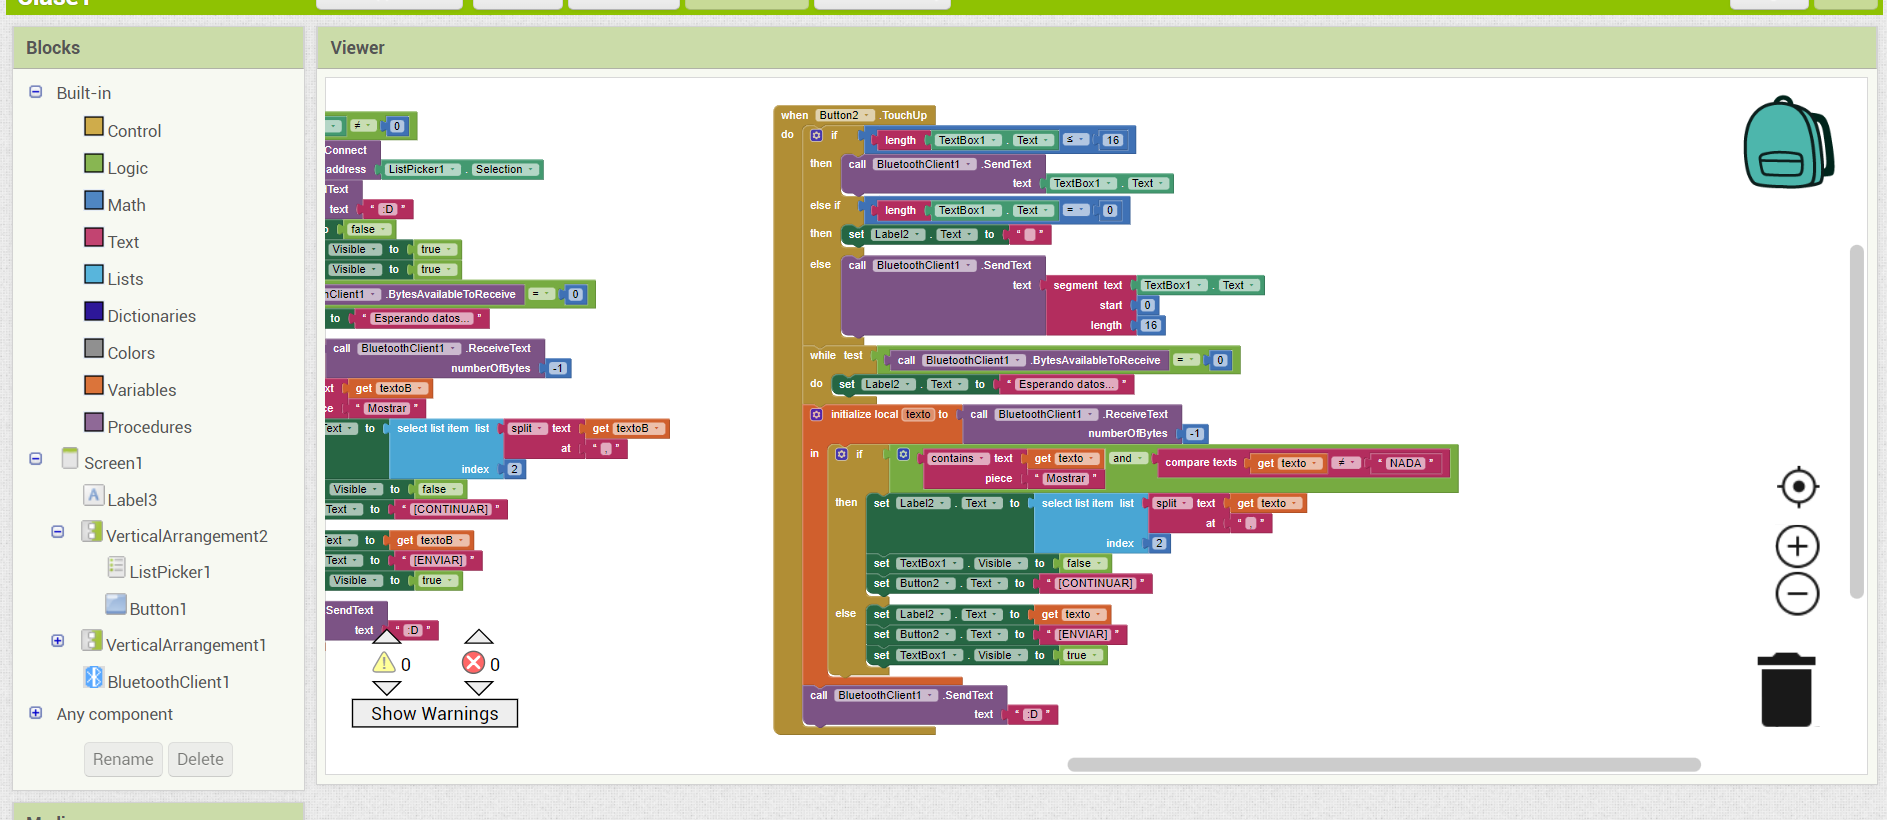 Clase1
Blocks
Viewer
Built-in
Control
Logic
Math
Text
Lists
Dictionaries
Colors
Variables
Procedures
Screen1
Label3
VerticalArrangement2
ListPicker1
Button1
VerticalArrangement1
BluetoothClient1
Any component
Rename Delete
≠ 0
Connect
address ListPicker1 . Selection
text " :D "
false
Visible to true
Visible to true
.BytesAvailableToReceive = 0
to " Esperando datos... "
call BluetoothClient1 .ReceiveText
numberOfBytes -1
get textoB
" Mostrar "
to select list item list split text get textoB
at " , "
index 2
Visible to false
Text to " [CONTINUAR] "
to get textoB
Text to " [ENVIAR] "
Visible to true
SendText
text " :D "
0 0
Show Warnings
when Button2 .TouchUp
do if length TextBox1 . Text ≤ 16
then call BluetoothClient1 .SendText
text TextBox1 . Text
else if length TextBox1 . Text = 0
then set Label2 . Text to " "
else call BluetoothClient1 .SendText
text segment text TextBox1 . Text
start 0
length 16
while test call BluetoothClient1 .BytesAvailableToReceive = 0
do set Label2 . Text to " Esperando datos... "
initialize local texto to call BluetoothClient1 .ReceiveText
numberOfBytes -1
in if contains text get texto and compare texts get texto ≠ " NADA "
piece " Mostrar "
then set Label2 . Text to select list item list split text get texto
at " , "
index 2
set TextBox1 . Visible to false
set Button2 . Text to " [CONTINUAR] "
else set Label2 . Text to get texto
set Button2 . Text to " [ENVIAR] "
set TextBox1 . Visible to true
call BluetoothClient1 .SendText
text " :D "